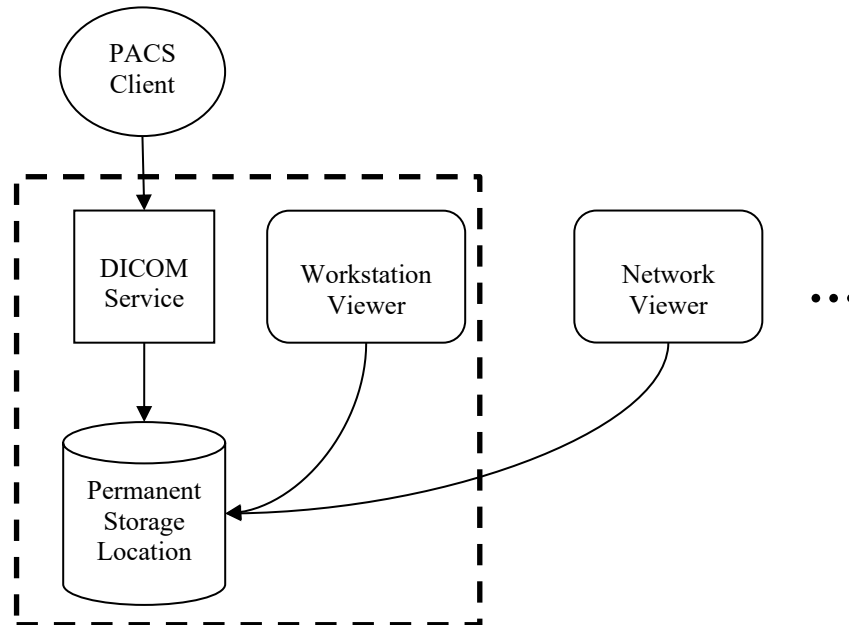 PACS
Client
DICOM
Service
Workstation
Viewer
Network
Viewer
...
Permanent
Storage
Location